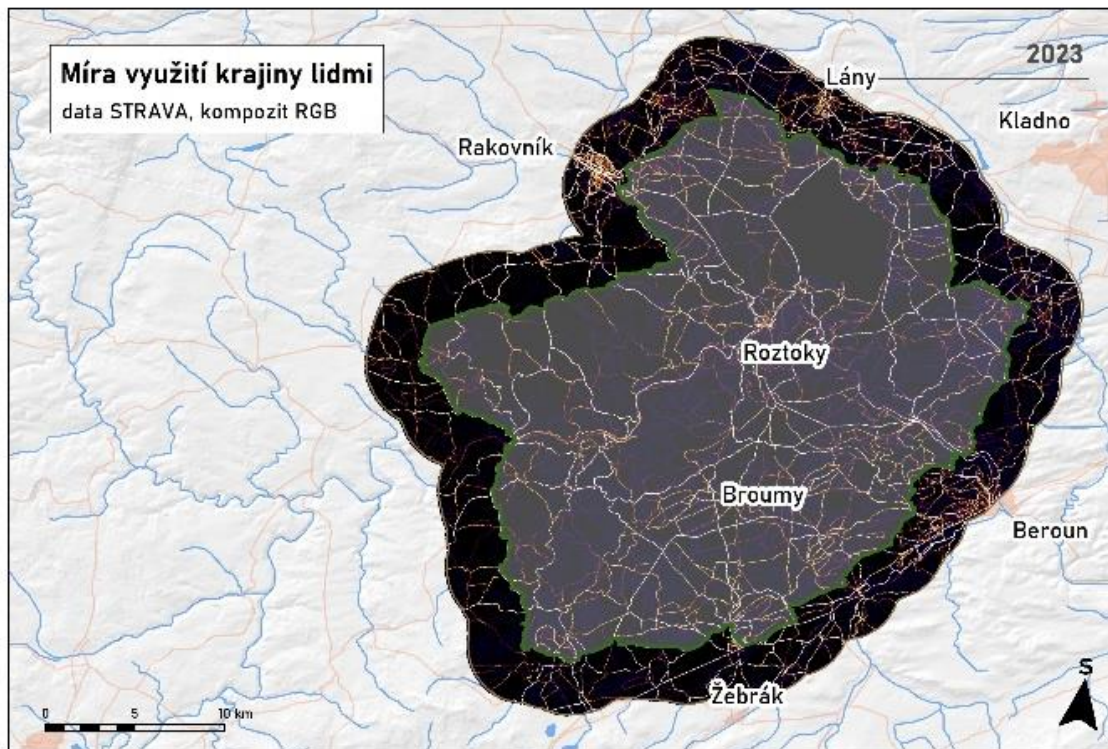 Míra využití krajiny lidmi
data STRAVA, kompozit RGB
2023
Lány
Kladno
Rakovník
Roztoky
Broumy
Beroun
Žebrák
S
0 5 10 km